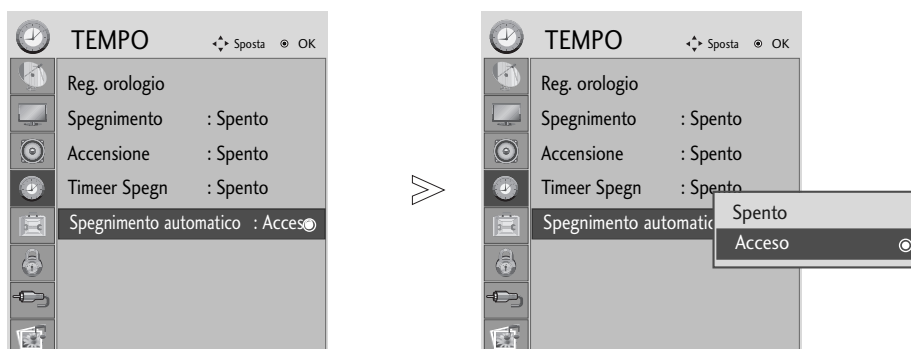 TEMPO Sposta OK
Reg. orologio
Spegnimento : Spento
Accensione : Spento
Timeer Spegn : Spento
Spegnimento automatico : Acceso
TEMPO Sposta OK
Reg. orologio
Spegnimento : Spento
Accensione : Spento
Timeer Spegn : Spento
Spegnimento automatic
Spento
Acceso